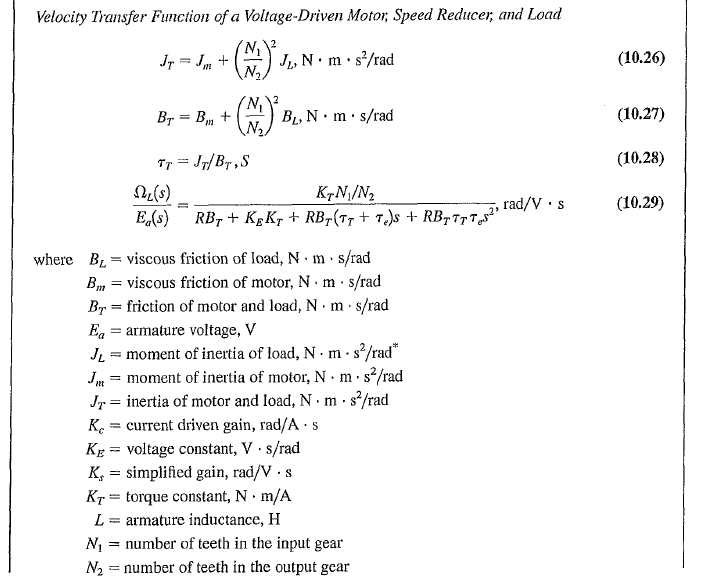 Velocity Transfer Function of a Voltage-Driven Motor, Speed Reducer, and Load
J_T = J_m + (N_1/N_2)^2 J_L, N · m · s^2/rad (10.26)
B_T = B_m + (N_1/N_2)^2 B_L, N · m · s/rad (10.27)
τ_T = J_T/B_T, S (10.28)
Ω_L(s)/E_a(s) = K_T N_1/N_2 / (RB_T + K_E K_T + RB_T(τ_T + τ_e)s + RB_T τ_T τ_e s^2), rad/V · s (10.29)
where B_L = viscous friction of load, N · m · s/rad
B_m = viscous friction of motor, N · m · s/rad
B_T = friction of motor and load, N · m · s/rad
E_a = armature voltage, V
J_L = moment of inertia of load, N · m · s^2/rad*
J_m = moment of inertia of motor, N · m · s^2/rad
J_T = inertia of motor and load, N · m · s^2/rad
K_c = current driven gain, rad/A · s
K_E = voltage constant, V · s/rad
K_s = simplified gain, rad/V · s
K_T = torque constant, N · m/A
L = armature inductance, H
N_1 = number of teeth in the input gear
N_2 = number of teeth in the output gear